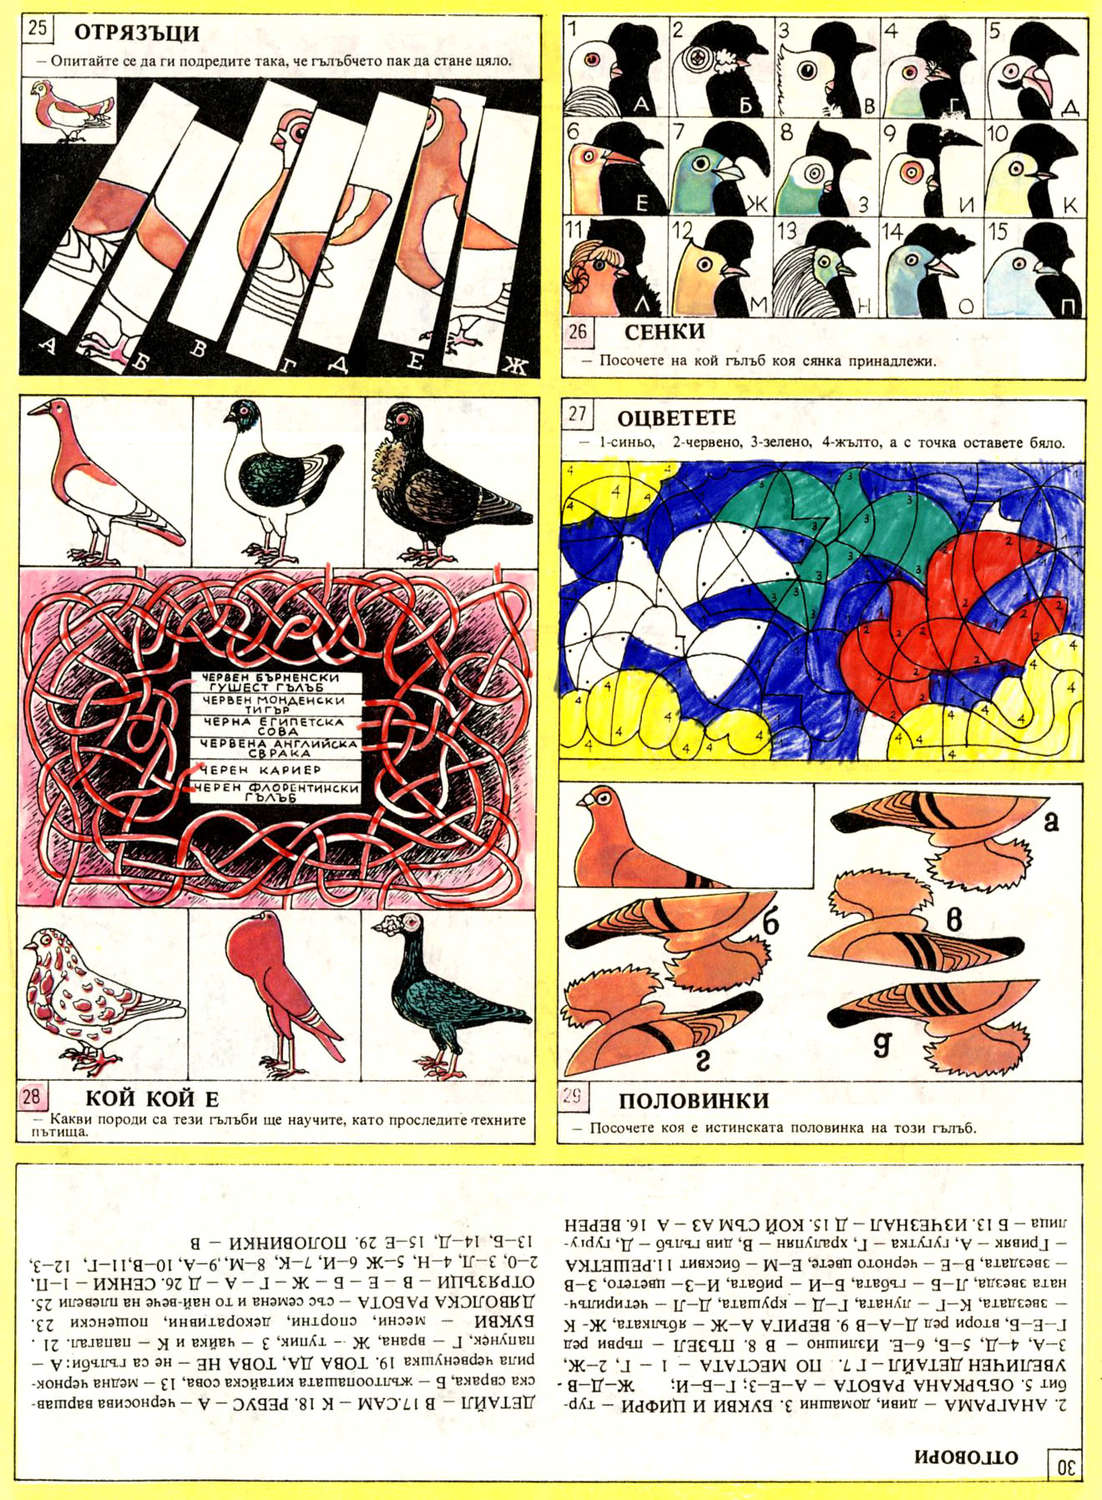 25 ОТРЯЗЪЦИ
– Опитайте се да ги подредите така, че гълъбчето пак да стане цяло.
А Б В Г Д Е Ж
1 2 3 4 5
А Б В Г Д
6 7 8 9 10
Е Ж З И К
11 12 13 14 15
Л М Н О П
26 СЕНКИ
– Посочете на кой гълъб коя сянка принадлежи.
27 ОЦВЕТЕТЕ
– 1-синьо, 2-червено, 3-зелено, 4-жълто, а с точка оставете бяло.
ЧЕРВЕН БЪРНЕНСКИ
ГУШЕСТ ГЪЛЪБ
ЧЕРВЕН МОНДЕНСКИ
ТИГЪР
ЧЕРНА ЕГИПЕТСКА
СОВА
ЧЕРВЕНА АНГЛИЙСКА
СВРАКА
ЧЕРЕН КАРИЕР
ЧЕРЕН ФЛОРЕНТИНСКИ
ГЪЛЪБ
28 КОЙ КОЙ Е
– Какви породи са тези гълъби ще научите, като проследите техните
пътища.
а
б
в
г
д
29 ПОЛОВИНКИ
– Посочете коя е истинската половинка на този гълъб.
30 ОТГОВОРИ
2. АНАГРАМА – диви, домашни 3. БУКВИ И ЦИФРИ – тур-
бит 5. ОБЪРКАНА РАБОТА – А–Е–З; Г–Б–И; Ж–Д–В-
УВЕЛИЧЕН ДЕТАЙЛ – Г 7. ПО МЕСТАТА – 1 – Г, 2–Ж,
3–А, 4–Д, 5–Б, 6–Е. Излишно – В 8. ПЪЗЕЛ – първи ред
Г–Е–Б, втори ред Д–А–В 9. ВЕРИГА А–Ж – ябълката, Ж- К
– звездата, К–Г – луната, Г–Д – крушата, Д–Л – четирилъч-
ната звезда, Л–Б – гъбата, Б–И – рибата, И–З– цветето, З–В
– звездата, В–Е – черното цвете, Е–М – бисквит 11.РЕШЕТКА
– Гривяк – А, гугутка – Г, хралупян – В, див гълъб – Д, гургу-
лица – Б 13. ИЗЧЕЗНАЛ – Д 15. КОЙ СЪМ АЗ – А 16. ВЕРЕН
ДЕТАЙЛ – В 17.САМ – К 18. РЕБУС – А – черносива варшав-
ска сврака, Б – жълтоопашата китайска сова, 13 – медна чернок-
рила червенушка 19. ТОВА ДА, ТОВА НЕ – не са гълъби: А –
папуняк, Г – врана, Ж – тупик, З – чайка и К – папагал. 21 .
БУКВИ – месни, спортни, декоративни, пощенски 23.
ДЯВОЛСКА РАБОТА – със семена и то най-вече на плевели 25.
ОТРЯЗЪЦИ – В – Е – Б – Ж – Г – А – Д 26. СЕНКИ – 1–П,
2–О, 3–Л, 4–Н, 5–Ж 6–И, 7–К, 8–М, 9–А, 10–В,11–Г, 12–З,
13–Б, 14–Д, 15–Е 29. ПОЛОВИНКИ – В